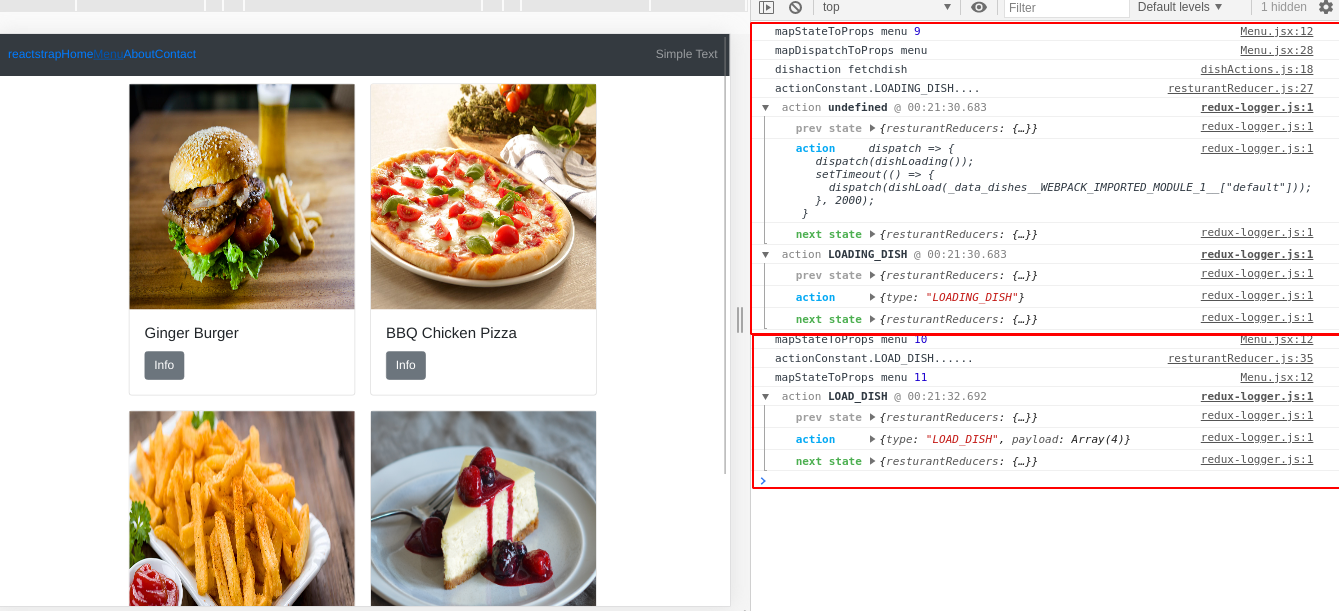 top
Filter
Default levels
1 hidden
reactstrapHomeMenuAboutContact
Simple Text
Ginger Burger
Info
BBQ Chicken Pizza
Info
mapStateToProps menu 9 Menu.jsx:12
mapDispatchToProps menu Menu.jsx:28
dishaction fetchdish dishActions.js:18
actionConstant.LOADING_DISH.... resturantReducer.js:27
action undefined @ 00:21:30.683 redux-logger.js:1
prev state {resturantReducers: {…}} redux-logger.js:1
action dispatch => { redux-logger.js:1
dispatch(dishLoading());
setTimeout(() => {
dispatch(dishLoad(_data_dishes__WEBPACK_IMPORTED_MODULE_1__["default"]));
}, 2000);
}
next state {resturantReducers: {…}} redux-logger.js:1
action LOADING_DISH @ 00:21:30.683 redux-logger.js:1
prev state {resturantReducers: {…}} redux-logger.js:1
action {type: "LOADING_DISH"} redux-logger.js:1
next state {resturantReducers: {…}} redux-logger.js:1
mapStateToProps menu 10 Menu.jsx:12
actionConstant.LOAD_DISH...... resturantReducer.js:35
mapStateToProps menu 11 Menu.jsx:12
action LOAD_DISH @ 00:21:32.692 redux-logger.js:1
prev state {resturantReducers: {…}} redux-logger.js:1
action {type: "LOAD_DISH", payload: Array(4)} redux-logger.js:1
next state {resturantReducers: {…}} redux-logger.js:1